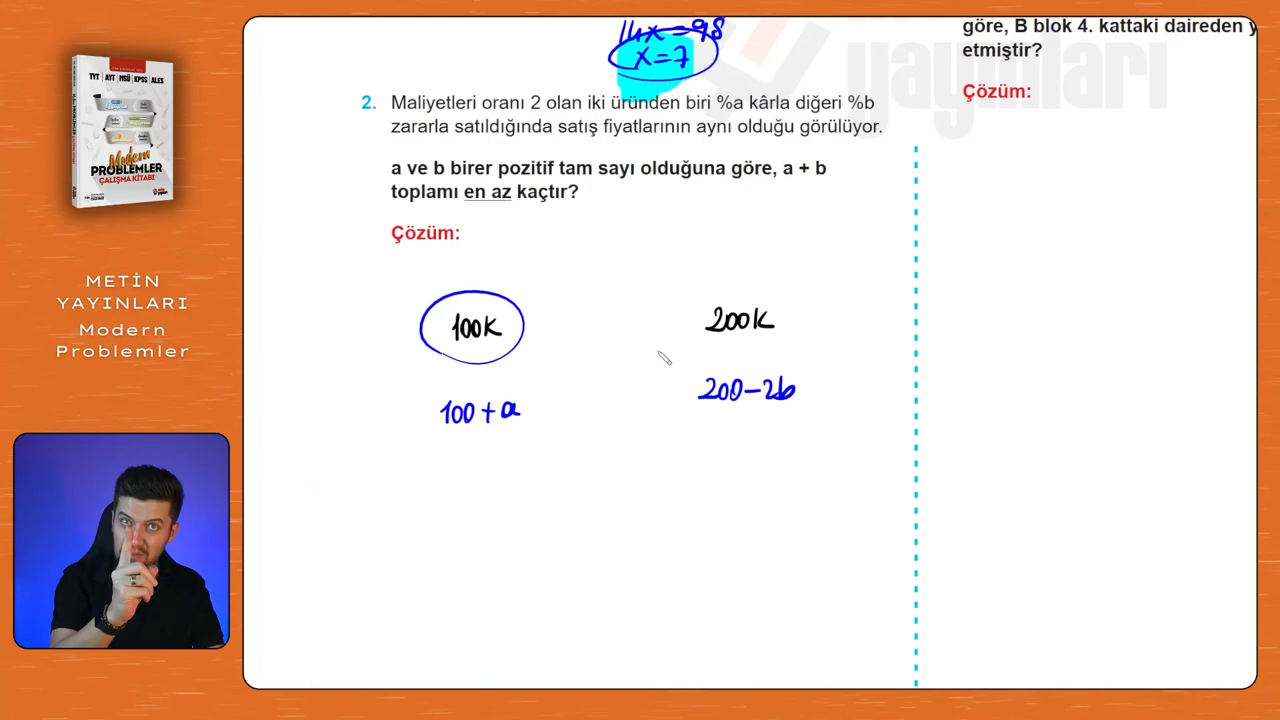 TYT | AYT | MSÜ | KPSS | ALES
Modern
PROBLEMLER
ÇALIŞMA KİTABI
METİN
YAYINLARI
Modern
Problemler
14x=98
x=7
2. Maliyetleri oranı 2 olan iki üründen biri %a kârla diğeri %b
zararla satıldığında satış fiyatlarının aynı olduğu görülüyor.
a ve b birer pozitif tam sayı olduğuna göre, a + b
toplamı en az kaçtır?
Çözüm:
100K
200K
100+a
200-2b
yayınları
göre, B blok 4. kattaki daireden y
etmiştir?
Çözüm: